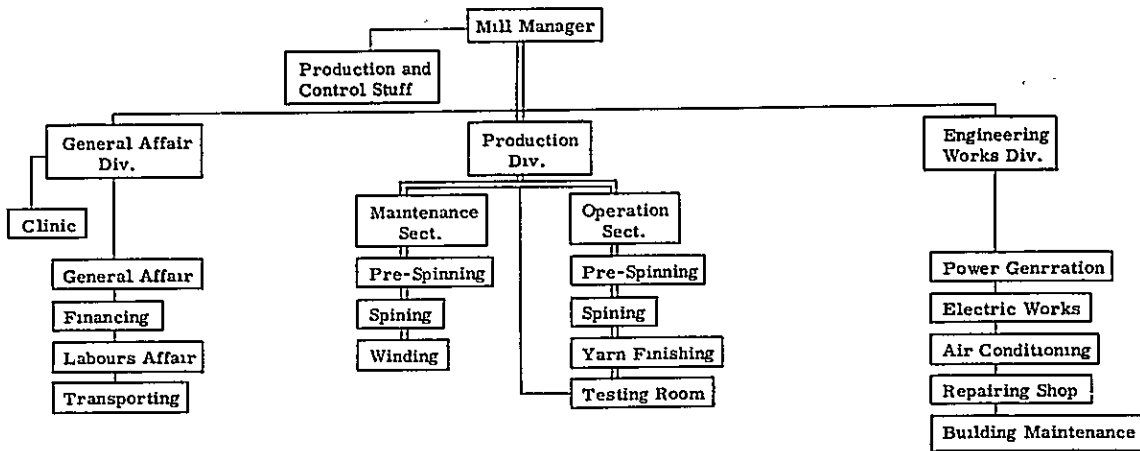 Mill Manager
Production and
Control Stuff
General Affair
Div.
Production
Div.
Engineering
Works Div.
Clinic
Maintenance
Sect.
Operation
Sect.
General Affair
Financing
Labours Affair
Transporting
Pre-Spinning
Spining
Winding
Pre-Spinning
Spining
Yarn Finishing
Testing Room
Power Genrration
Electric Works
Air Conditioning
Repairing Shop
Building Maintenance